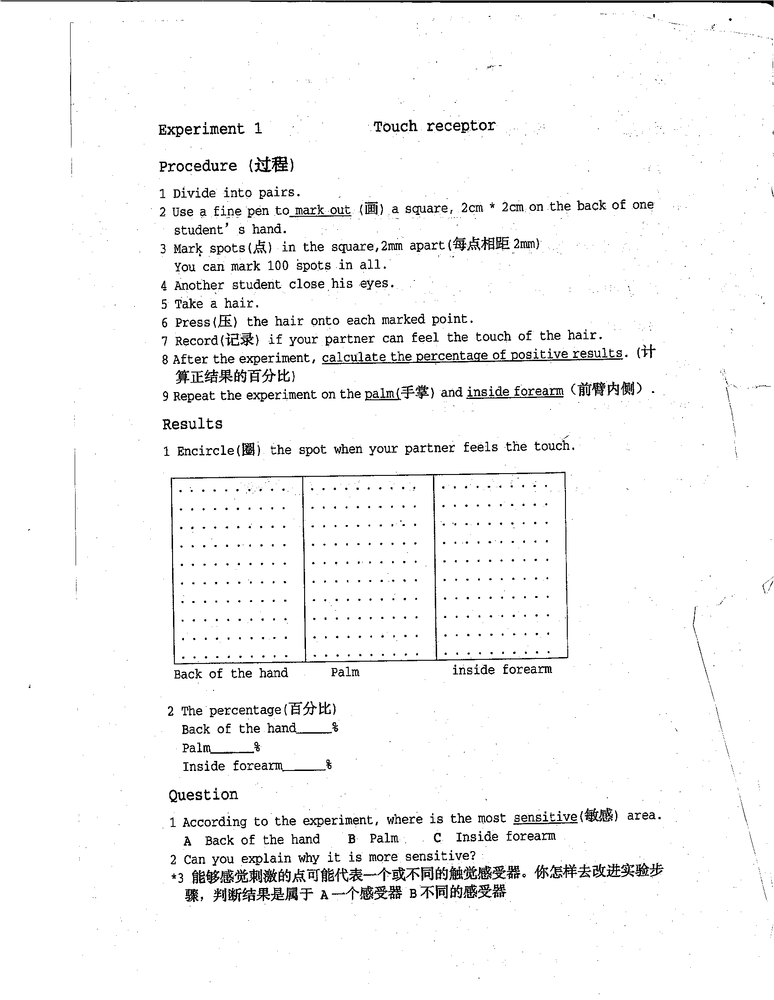 Experiment 1 Touch receptor
Procedure (过程)
1 Divide into pairs.
2 Use a fine pen to mark out (画) a square, 2cm * 2cm on the back of one
student' s hand.
3 Mark spots(点) in the square,2mm apart(每点相距 2mm)
You can mark 100 spots in all.
4 Another student close his eyes.
5 Take a hair.
6 Press(压) the hair onto each marked point.
7 Record(记录) if your partner can feel the touch of the hair.
8 After the experiment, calculate the percentage of positive results. (计
算正结果的百分比)
9 Repeat the experiment on the palm(手掌) and inside forearm (前臂内侧) .
Results
1 Encircle(圈) the spot when your partner feels the touch.
Back of the hand Palm inside forearm
2 The percentage(百分比)
Back of the hand_____%
Palm______%
Inside forearm______%
Question
1 According to the experiment, where is the most sensitive(敏感) area.
A Back of the hand B Palm C Inside forearm
2 Can you explain why it is more sensitive?
*3 能够感觉刺激的点可能代表一个或不同的触觉感受器。你怎样去改进实验步
骤，判断结果是属于 A 一个感受器 B 不同的感受器